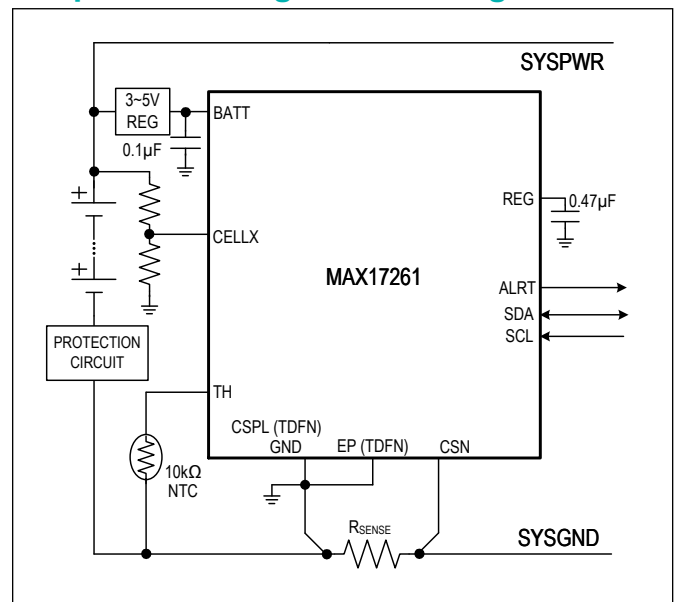 SYSPWR
3~5V
REG
BATT
0.1µF
REG
0.47µF
+
CELLX
MAX17261
+
ALRT
SDA
SCL
PROTECTION
CIRCUIT
TH
CSPL (TDFN)
GND
EP (TDFN)
CSN
10kΩ
NTC
RSENSE
SYSGND